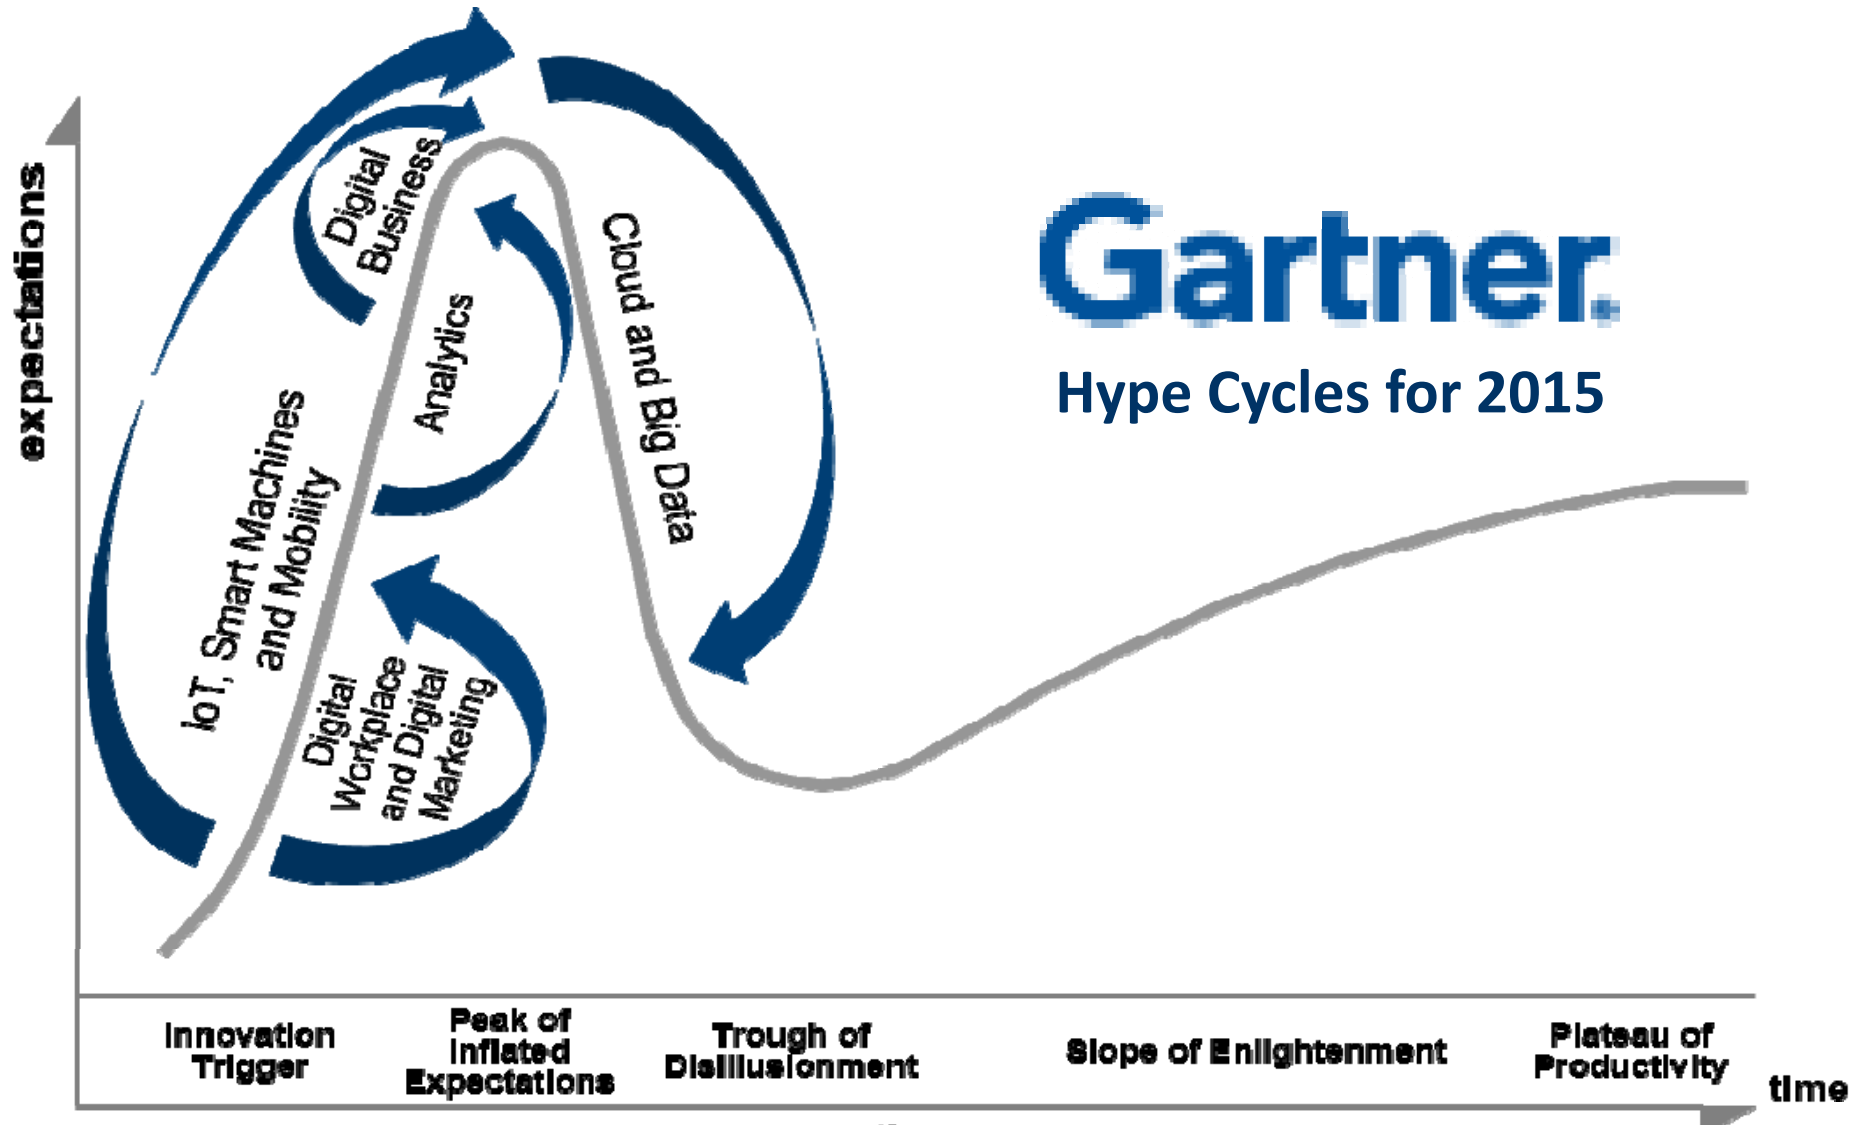 expectations
Digital
Business
Analytics
Cloud and Big Data
IoT, Smart Machines
and Mobility
Digital
Workplace
and Digital
Marketing
Gartner.
Hype Cycles for 2015
Innovation
Trigger
Peak of
Inflated
Expectations
Trough of
Disillusionment
Slope of Enlightenment
Plateau of
Productivity
time